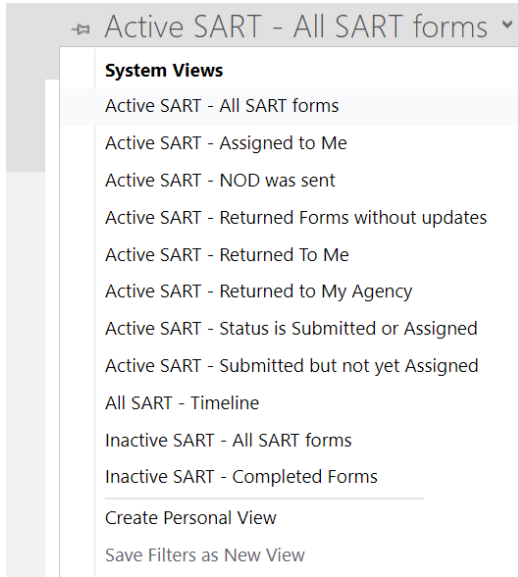 Active SART - All SART forms
System Views
Active SART - All SART forms
Active SART - Assigned to Me
Active SART - NOD was sent
Active SART - Returned Forms without updates
Active SART - Returned To Me
Active SART - Returned to My Agency
Active SART - Status is Submitted or Assigned
Active SART - Submitted but not yet Assigned
All SART - Timeline
Inactive SART - All SART forms
Inactive SART - Completed Forms
Create Personal View
Save Filters as New View